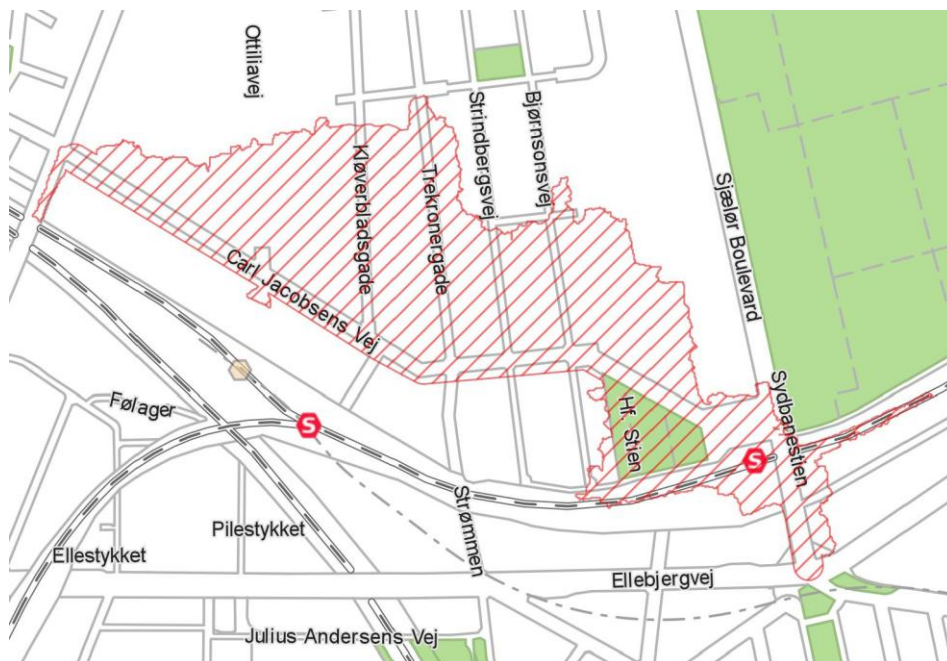 Ottiliavej
Strindbergsvej
Bjørnsonsvej
Kløverbladsgade
Trekronergade
Sjælør Boulevard
Carl Jacobsens Vej
Følager
Hf. Stien
Sydbanestien
S
S
Strømmen
Pilestykket
Ellestykket
Ellebjergvej
Julius Andersens Vej